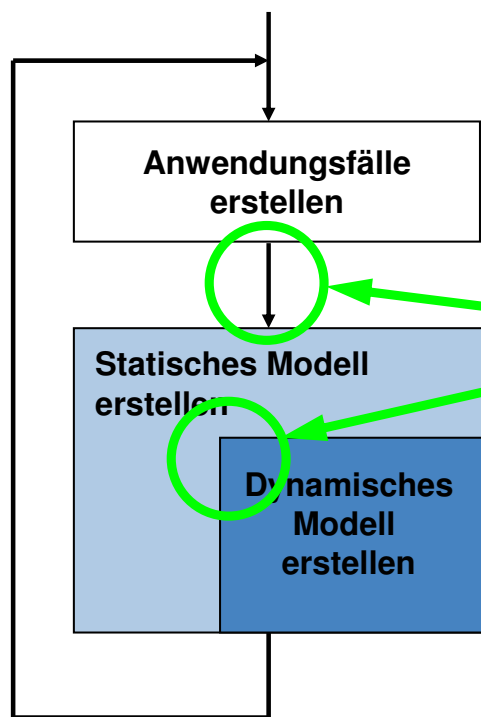 Anwendungsfälle
erstellen
Statisches Modell
erstellen
Dynamisches
Modell
erstellen